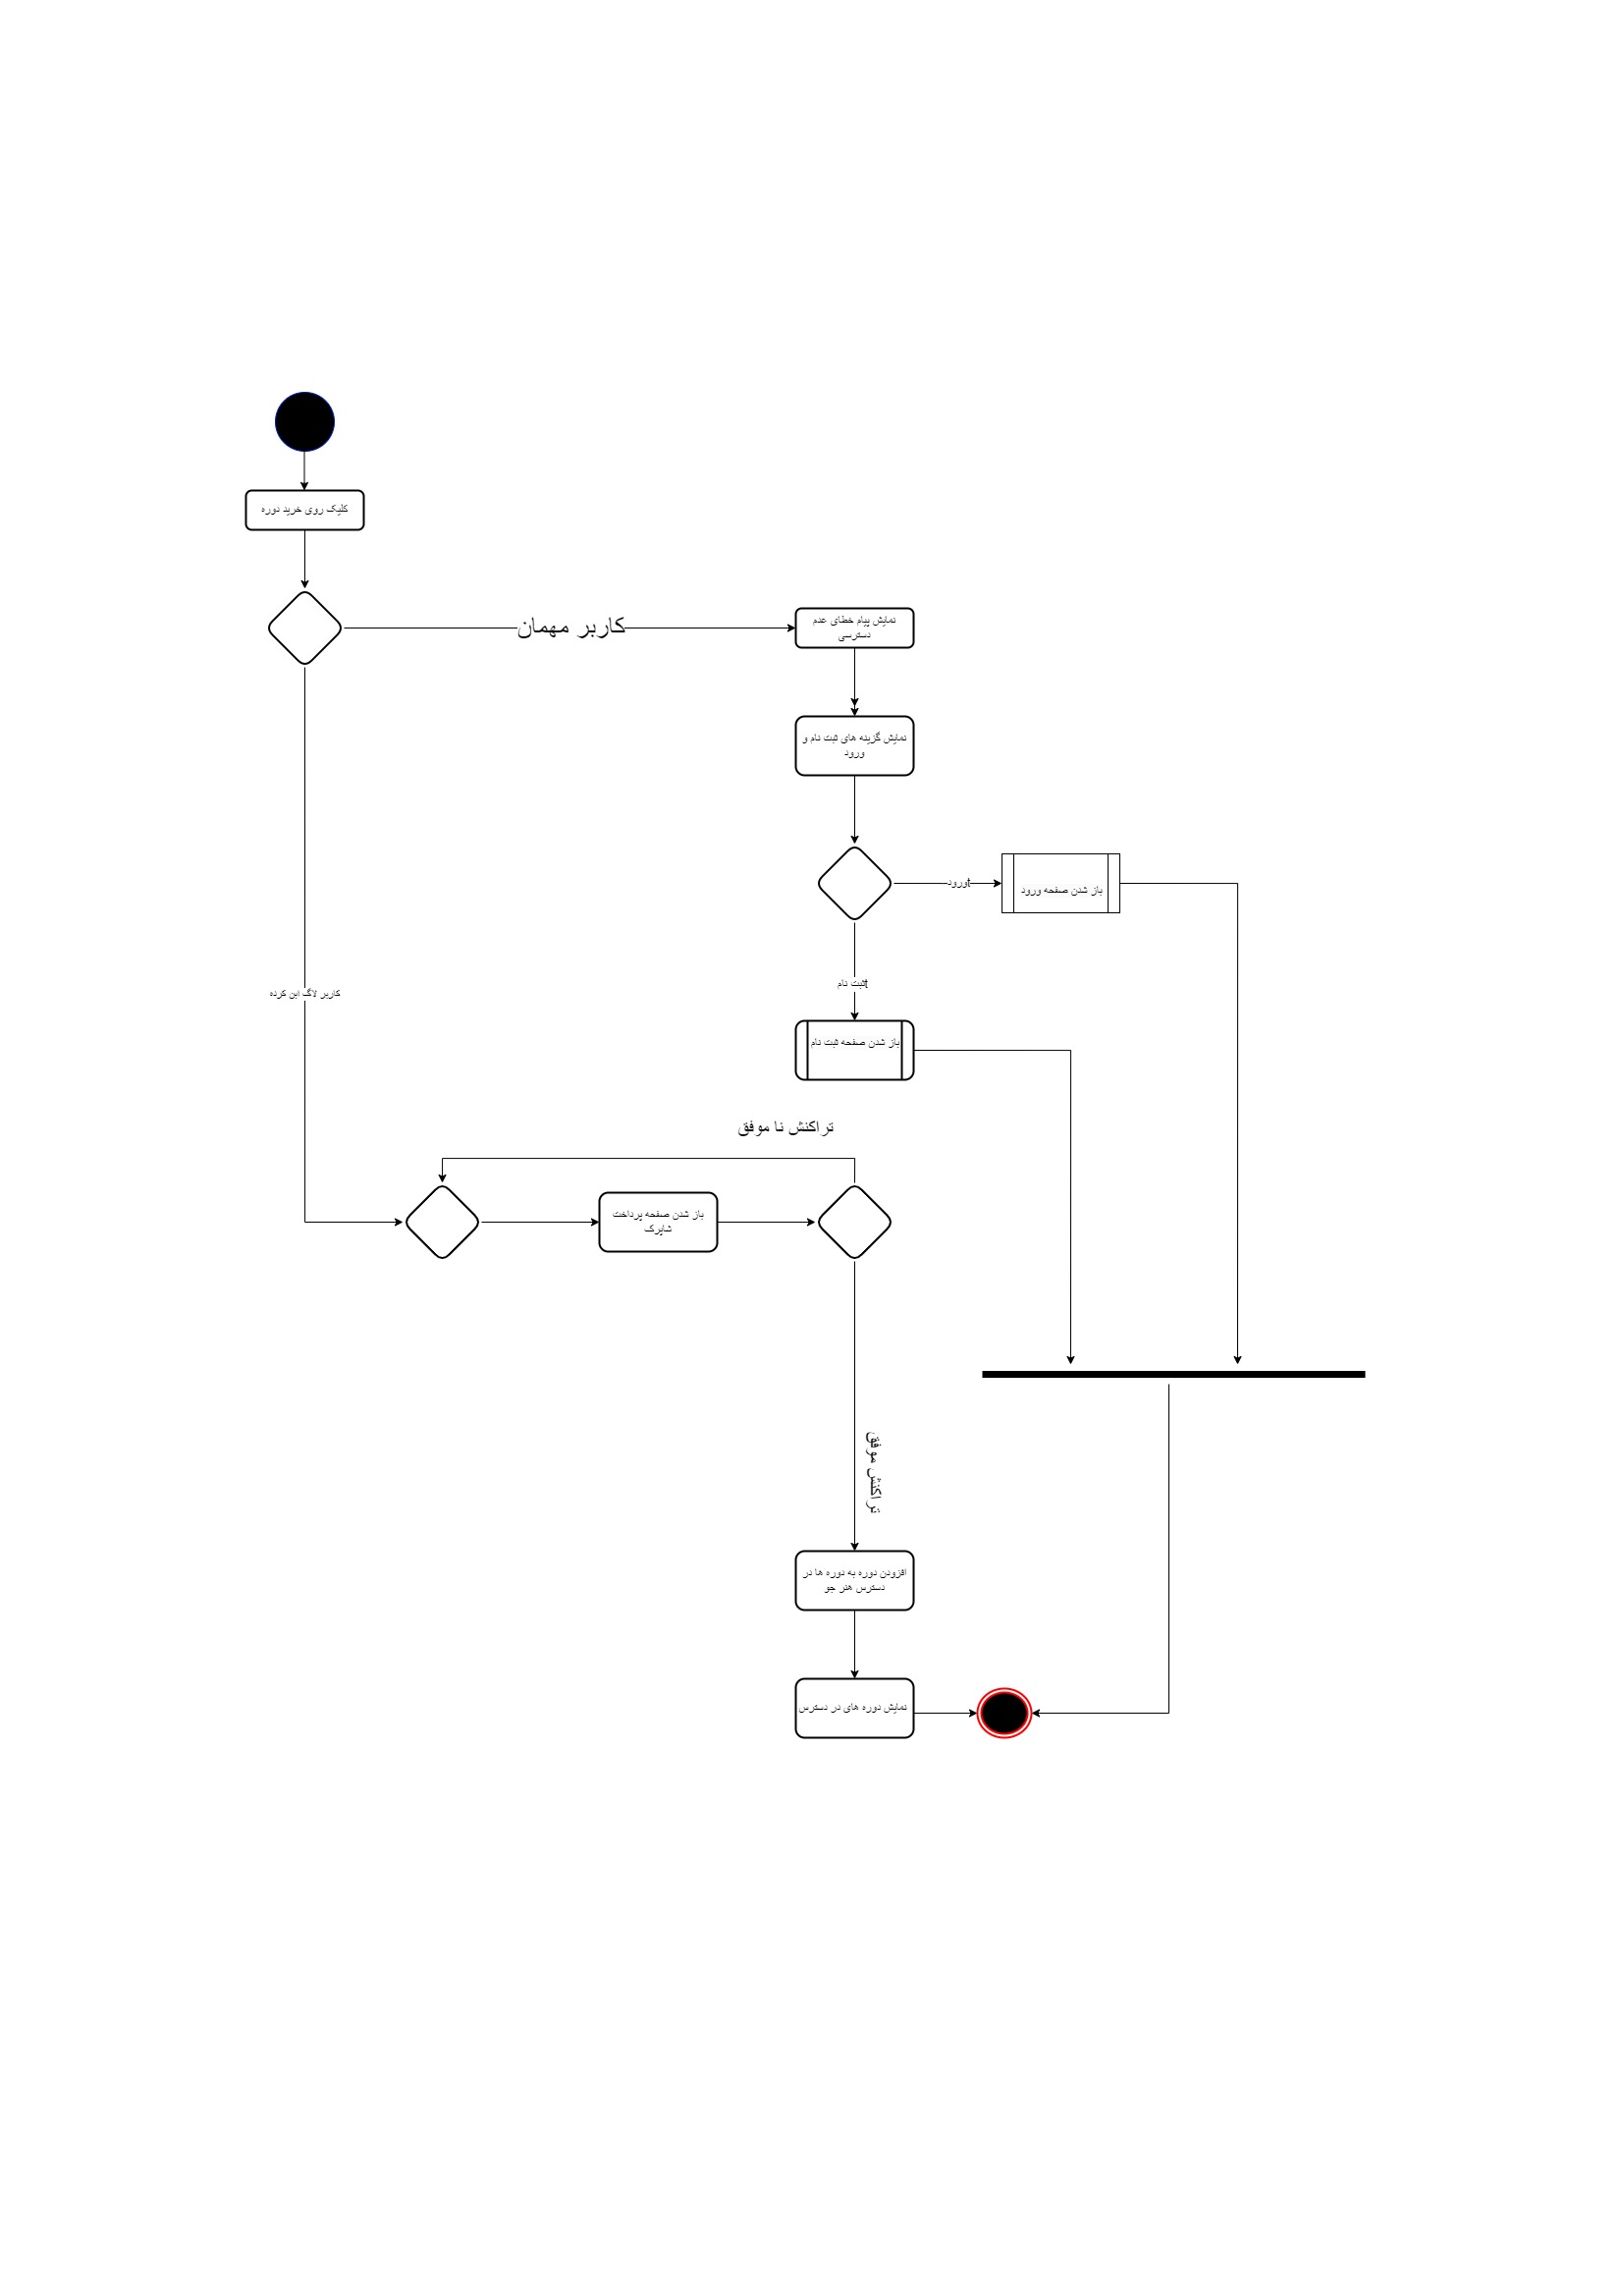 کلیک روی خرید دوره
کاربر مهمان
نمایش پیام خطای عدم
دسترسی
نمایش گزینه های ثبت نام و
ورود
ورودt
باز شدن صفحه ورود
ثبت نامt
کاربر لاگ این کرده
باز شدن صفحه ثبت نام
تراکنش نا موفق
باز شدن صفحه پرداخت
شاپرک
تراکنش موفق
افزودن دوره به دوره ها در
دسترس هنر جو
نمایش دوره های در دسترس